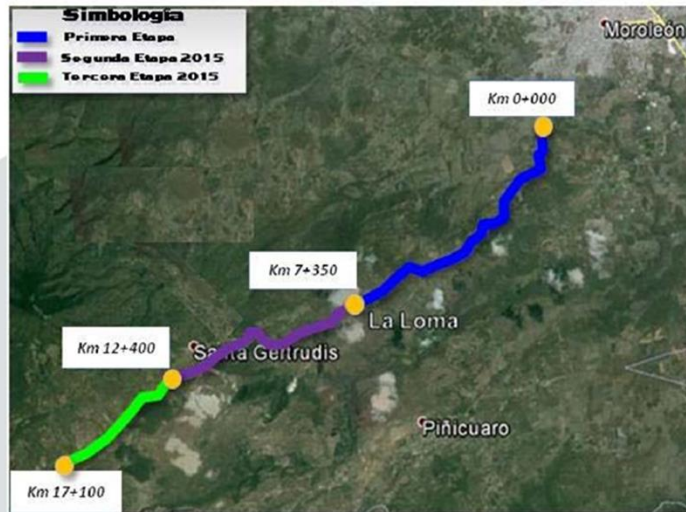 Simbología
Primera Etapa
Segunda Etapa 2015
Tercera Etapa 2015
Moroleón
Km 0+000
Km 7+350
La Loma
Km 12+400
Santa Gertrudis
Piñicuaro
Km 17+100